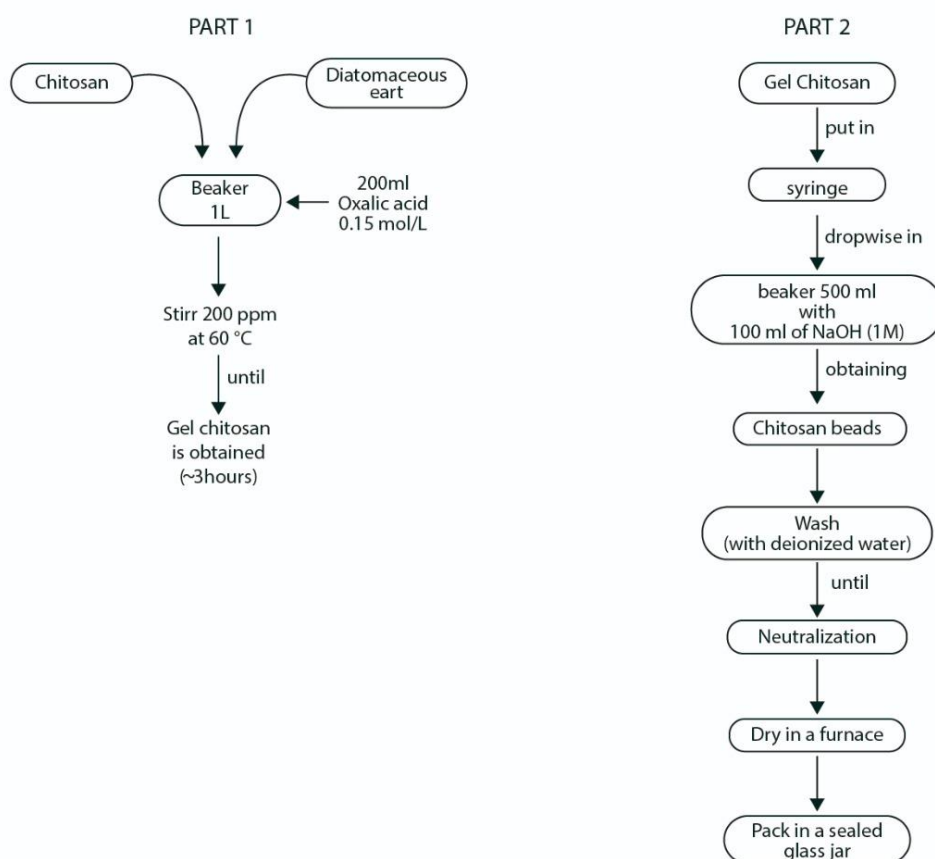 PART 1
Chitosan
Diatomaceous
eart
Beaker
1L
200ml
Oxalic acid
0.15 mol/L
Stirr 200 ppm
at 60 °C
until
Gel chitosan
is obtained
(~3hours)
PART 2
Gel Chitosan
put in
syringe
dropwise in
beaker 500 ml
with
100 ml of NaOH (1M)
obtaining
Chitosan beads
Wash
(with deionized water)
until
Neutralization
Dry in a furnace
Pack in a sealed
glass jar